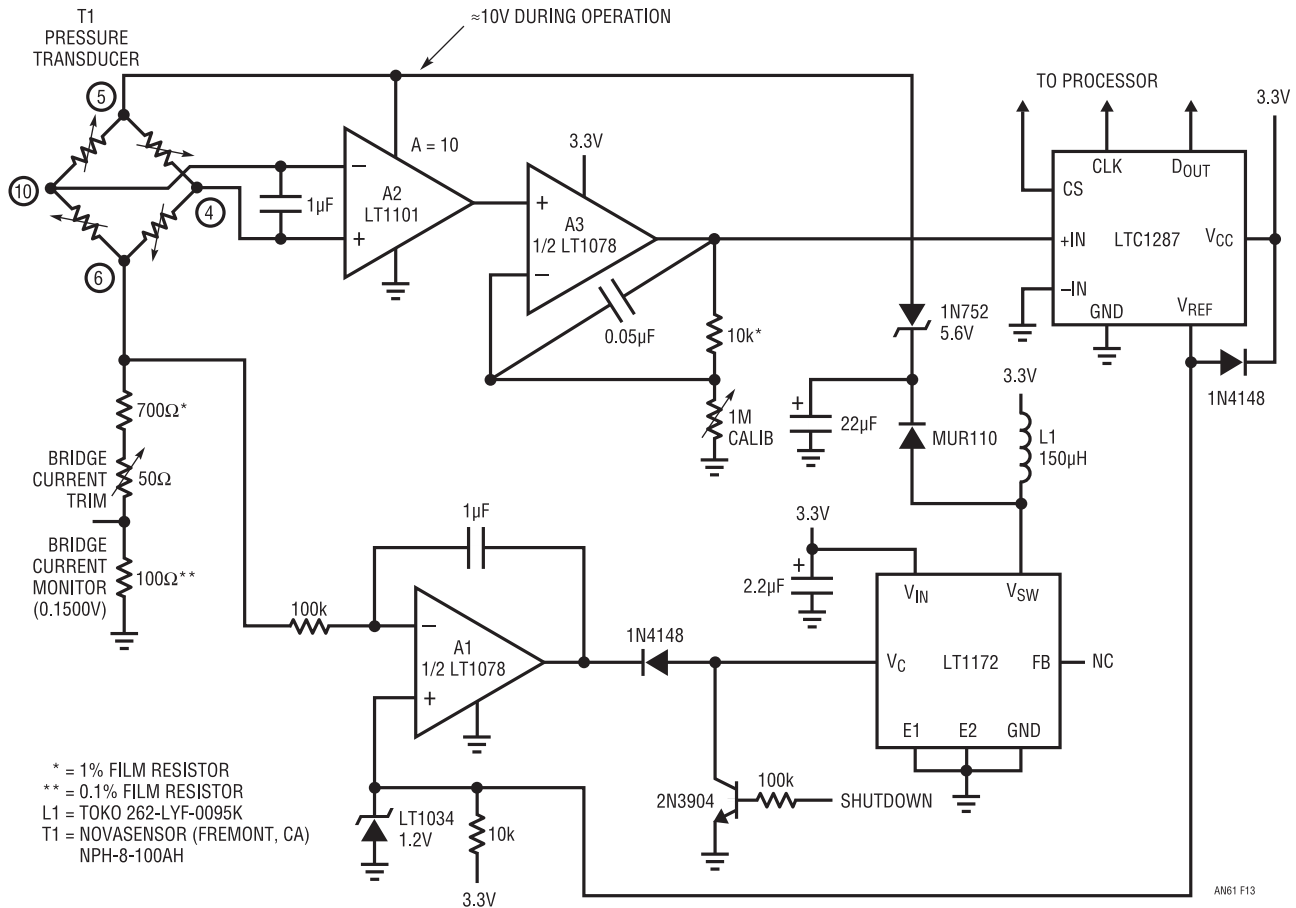 T1
PRESSURE
TRANSDUCER
≈10V DURING OPERATION
5
10
4
6
1µF
A = 10
−
A2
LT1101
+
3.3V
+
A3
1/2 LT1078
−
0.05µF
10k*
1M
CALIB
TO PROCESSOR
3.3V
CLK
DOUT
CS
+IN
LTC1287
VCC
–IN
GND
VREF
1N4148
1N752
5.6V
+
22µF
MUR110
3.3V
L1
150µH
700Ω*
BRIDGE
CURRENT
TRIM
50Ω
BRIDGE
CURRENT
MONITOR
(0.1500V)
100Ω**
1µF
100k
−
A1
1/2 LT1078
+
1N4148
3.3V
+
2.2µF
VIN
VSW
VC
LT1172
FB
NC
E1
E2
GND
2N3904
100k
SHUTDOWN
LT1034
1.2V
10k
3.3V
* = 1% FILM RESISTOR
** = 0.1% FILM RESISTOR
L1 = TOKO 262-LYF-0095K
T1 = NOVASENSOR (FREMONT, CA)
NPH-8-100AH
AN61 F13